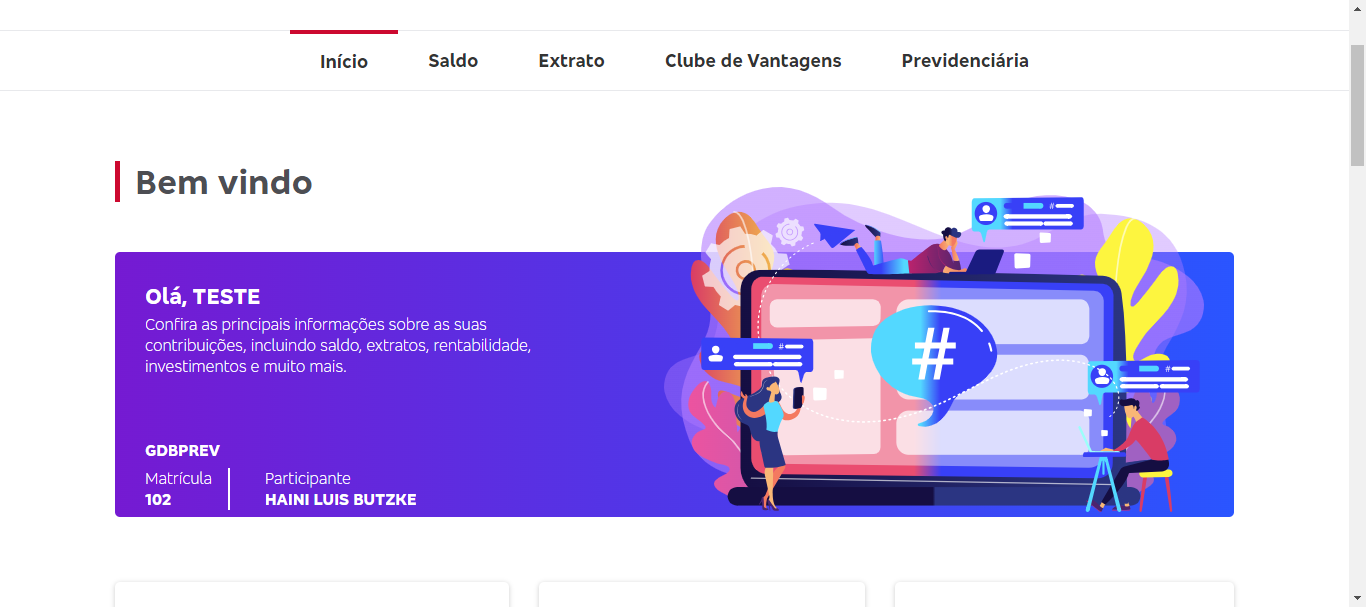 Início Saldo Extrato Clube de Vantagens Previdenciária
Bem vindo
Olá, TESTE
Confira as principais informações sobre as suas
contribuições, incluindo saldo, extratos, rentabilidade,
investimentos e muito mais.
#
#
#
#
GDBPREV
Matrícula Participante
102 HAINI LUIS BUTZKE